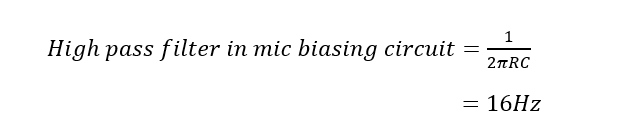 High pass filter in mic biasing circuit = 1/2πRC
= 16Hz